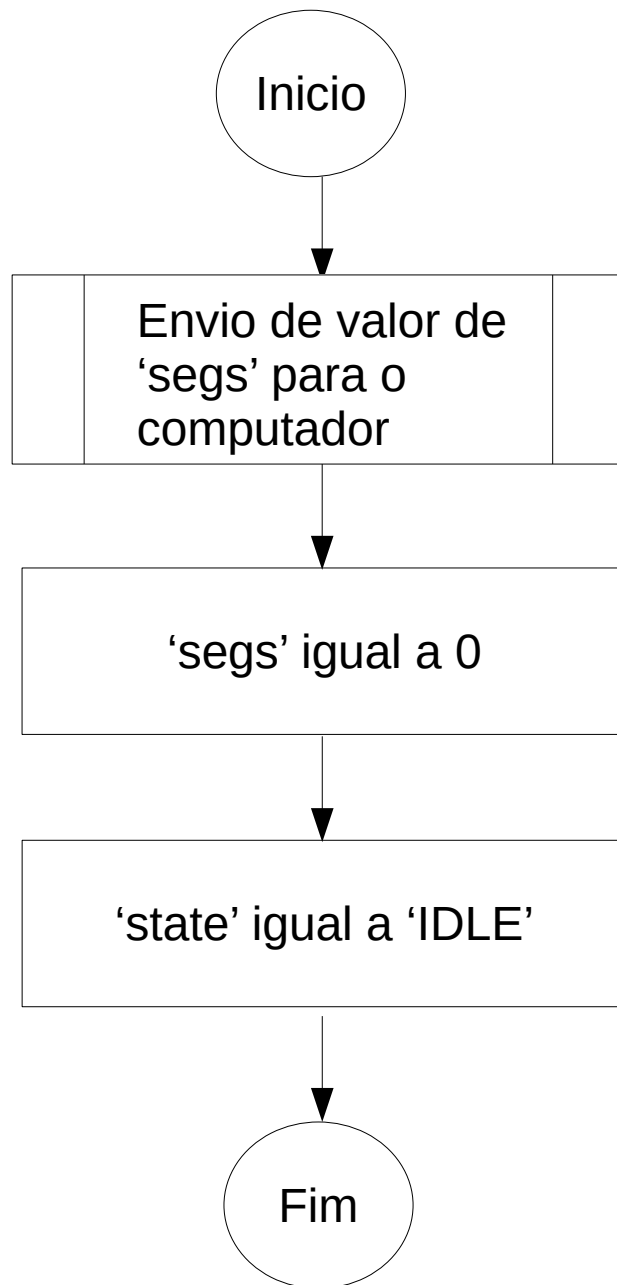 Inicio
Envio de valor de
‘segs’ para o
computador
‘segs’ igual a 0
‘state’ igual a ‘IDLE’
Fim